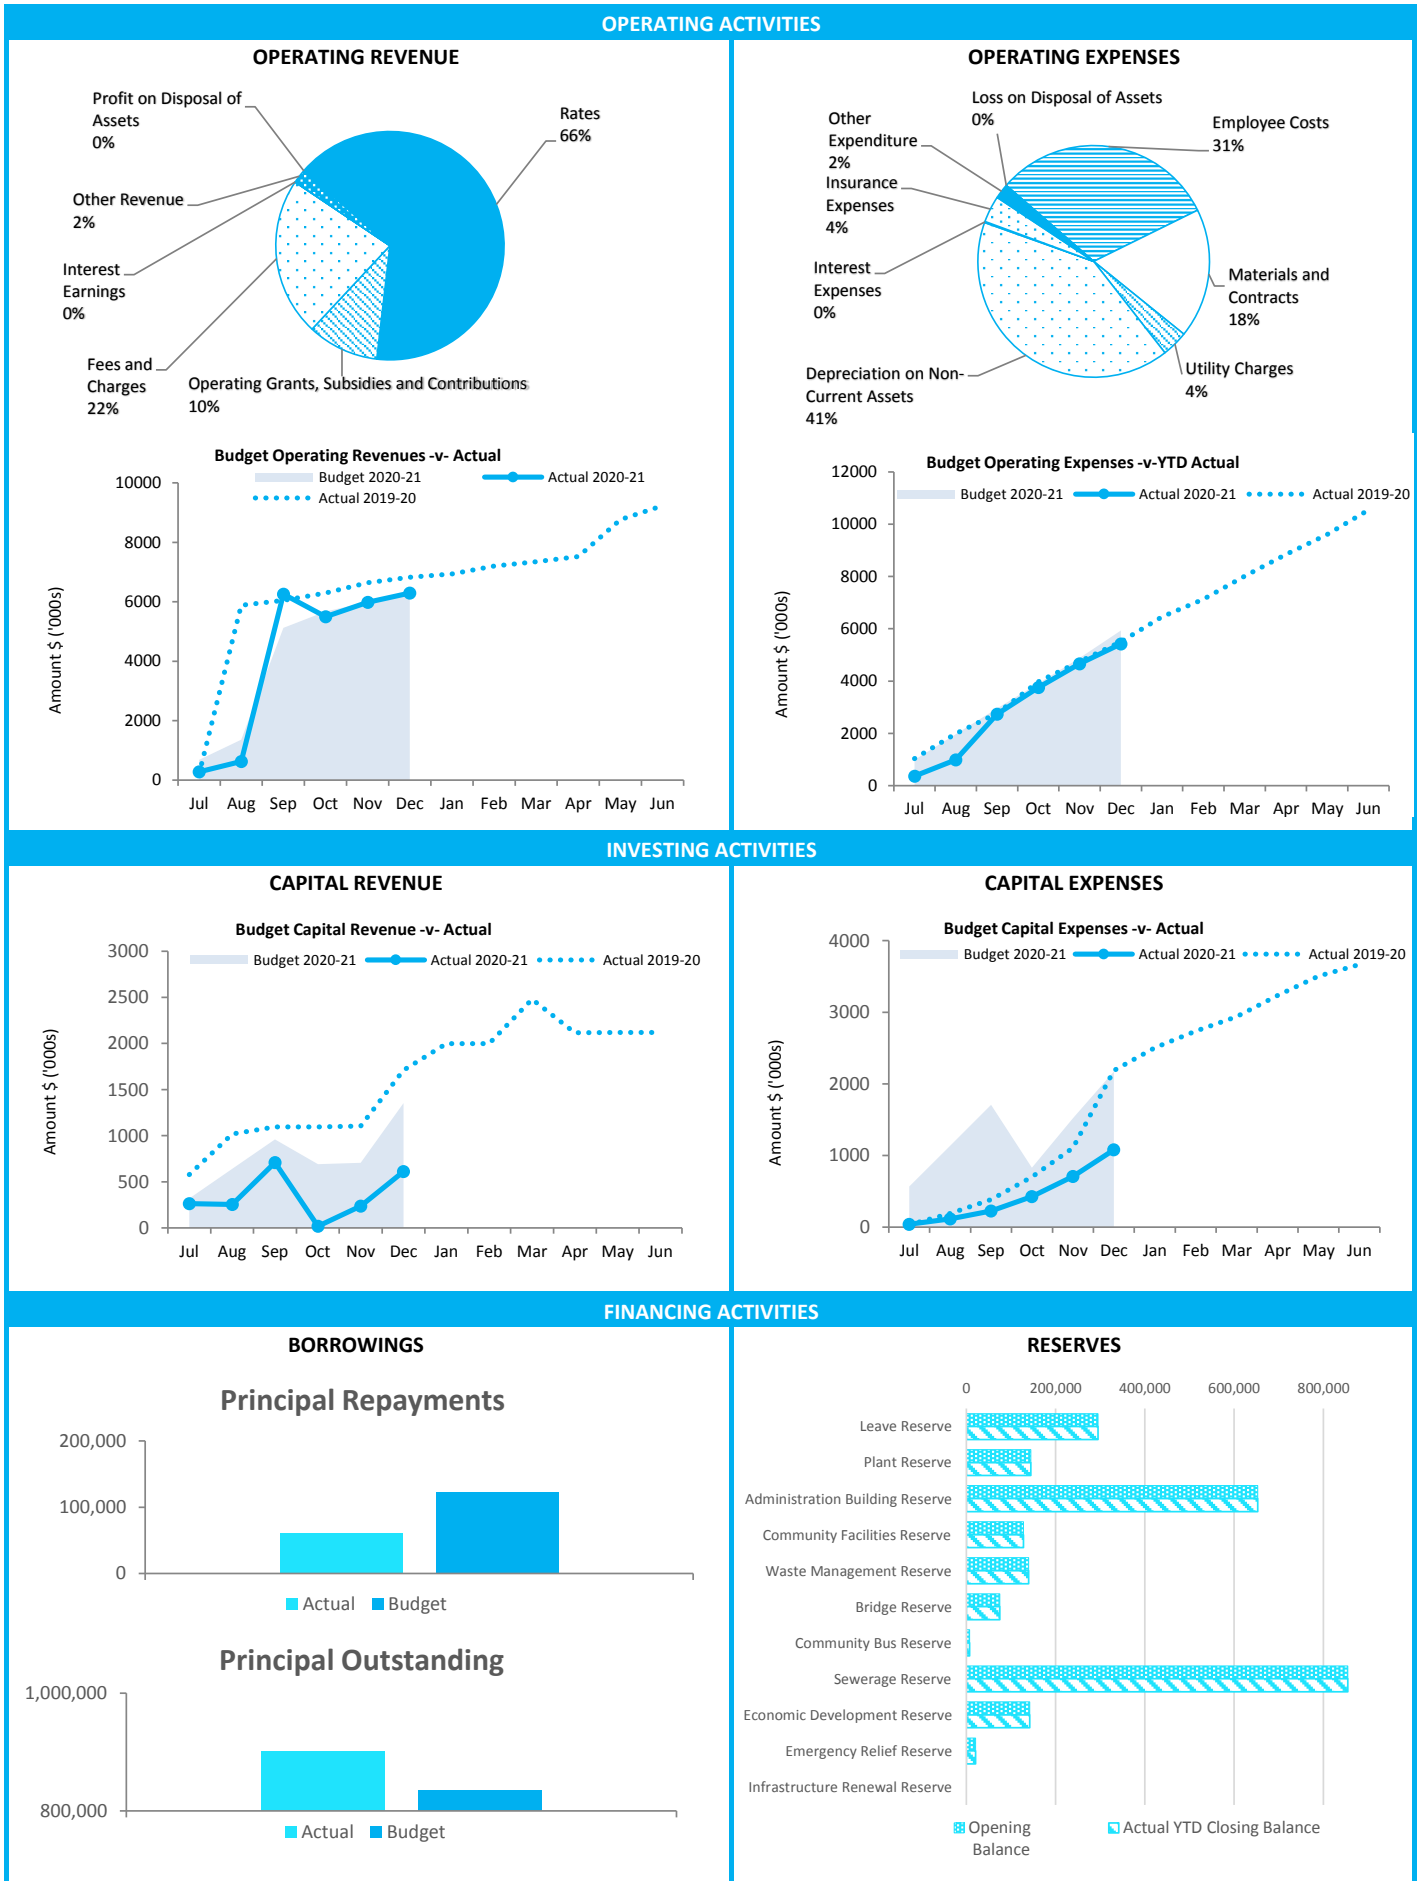 OPERATING ACTIVITIES
OPERATING REVENUE
Profit on Disposal of
Assets
0%
Rates
66%
Other Revenue
2%
Interest
Earnings
0%
Fees and
Charges
22%
Operating Grants, Subsidies and Contributions
10%
OPERATING EXPENSES
Loss on Disposal of Assets
0%
Other
Expenditure
2%
Employee Costs
31%
Insurance
Expenses
4%
Interest
Expenses
0%
Materials and
Contracts
18%
Depreciation on Non-
Current Assets
41%
Utility Charges
4%
Budget Operating Revenues -v- Actual
Budget 2020-21
Actual 2020-21
Actual 2019-20
10000
8000
6000
4000
2000
0
Amount $ ('000s)
Jul Aug Sep Oct Nov Dec Jan Feb Mar Apr May Jun
Budget Operating Expenses -v-YTD Actual
Budget 2020-21
Actual 2020-21
Actual 2019-20
12000
10000
8000
6000
4000
2000
0
Amount $ ('000s)
Jul Aug Sep Oct Nov Dec Jan Feb Mar Apr May Jun
INVESTING ACTIVITIES
CAPITAL REVENUE
Budget Capital Revenue -v- Actual
Budget 2020-21
Actual 2020-21
Actual 2019-20
3000
2500
2000
1500
1000
500
0
Amount $ ('000s)
Jul Aug Sep Oct Nov Dec Jan Feb Mar Apr May Jun
CAPITAL EXPENSES
Budget Capital Expenses -v- Actual
Budget 2020-21
Actual 2020-21
Actual 2019-20
4000
3000
2000
1000
0
Amount $ ('000s)
Jul Aug Sep Oct Nov Dec Jan Feb Mar Apr May Jun
FINANCING ACTIVITIES
BORROWINGS
Principal Repayments
200,000
100,000
0
Actual
Budget
Principal Outstanding
1,000,000
800,000
Actual
Budget
RESERVES
0 200,000 400,000 600,000 800,000
Leave Reserve
Plant Reserve
Administration Building Reserve
Community Facilities Reserve
Waste Management Reserve
Bridge Reserve
Community Bus Reserve
Sewerage Reserve
Economic Development Reserve
Emergency Relief Reserve
Infrastructure Renewal Reserve
Opening
Balance
Actual YTD Closing Balance